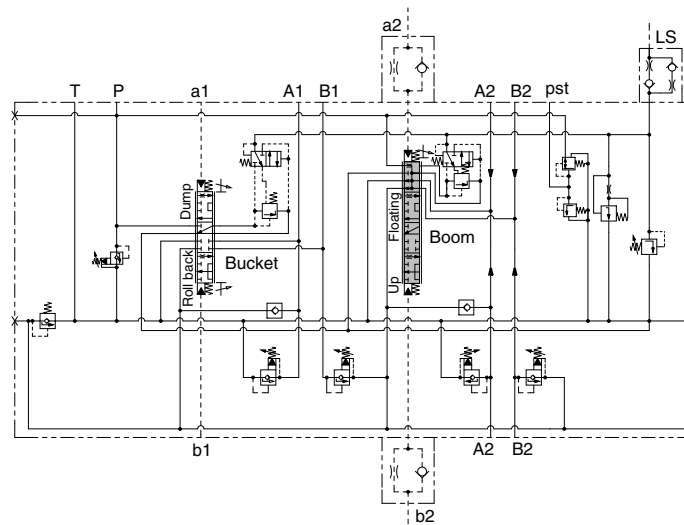 a2
LS
T P a1 A1 B1 A2 B2 pst
Dump
Roll back
Bucket
Floating
Up
Boom
b1 A2 B2
b2